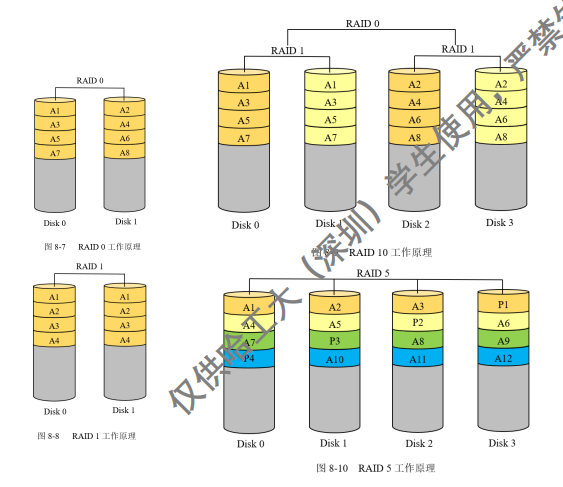 RAID 0
A1
A3
A5
A7
Disk 0
A2
A4
A6
A8
Disk 1
图 8-7 RAID 0 工作原理
RAID 1
A1
A2
A3
A4
Disk 0
A1
A2
A3
A4
Disk 1
图 8-8 RAID 1 工作原理
RAID 0
RAID 1
RAID 1
A1
A3
A5
A7
Disk 0
A1
A3
A5
A7
Disk 1
A2
A4
A6
A8
Disk 2
A2
A4
A6
A8
Disk 3
RAID 10 工作原理
RAID 5
A1
A4
A7
P4
Disk 0
A2
A5
P3
A10
Disk 1
A3
P2
A8
A11
Disk 2
P1
A6
A9
A12
Disk 3
图 8-10 RAID 5 工作原理
仅供哈工大（深圳）学生使用，严禁